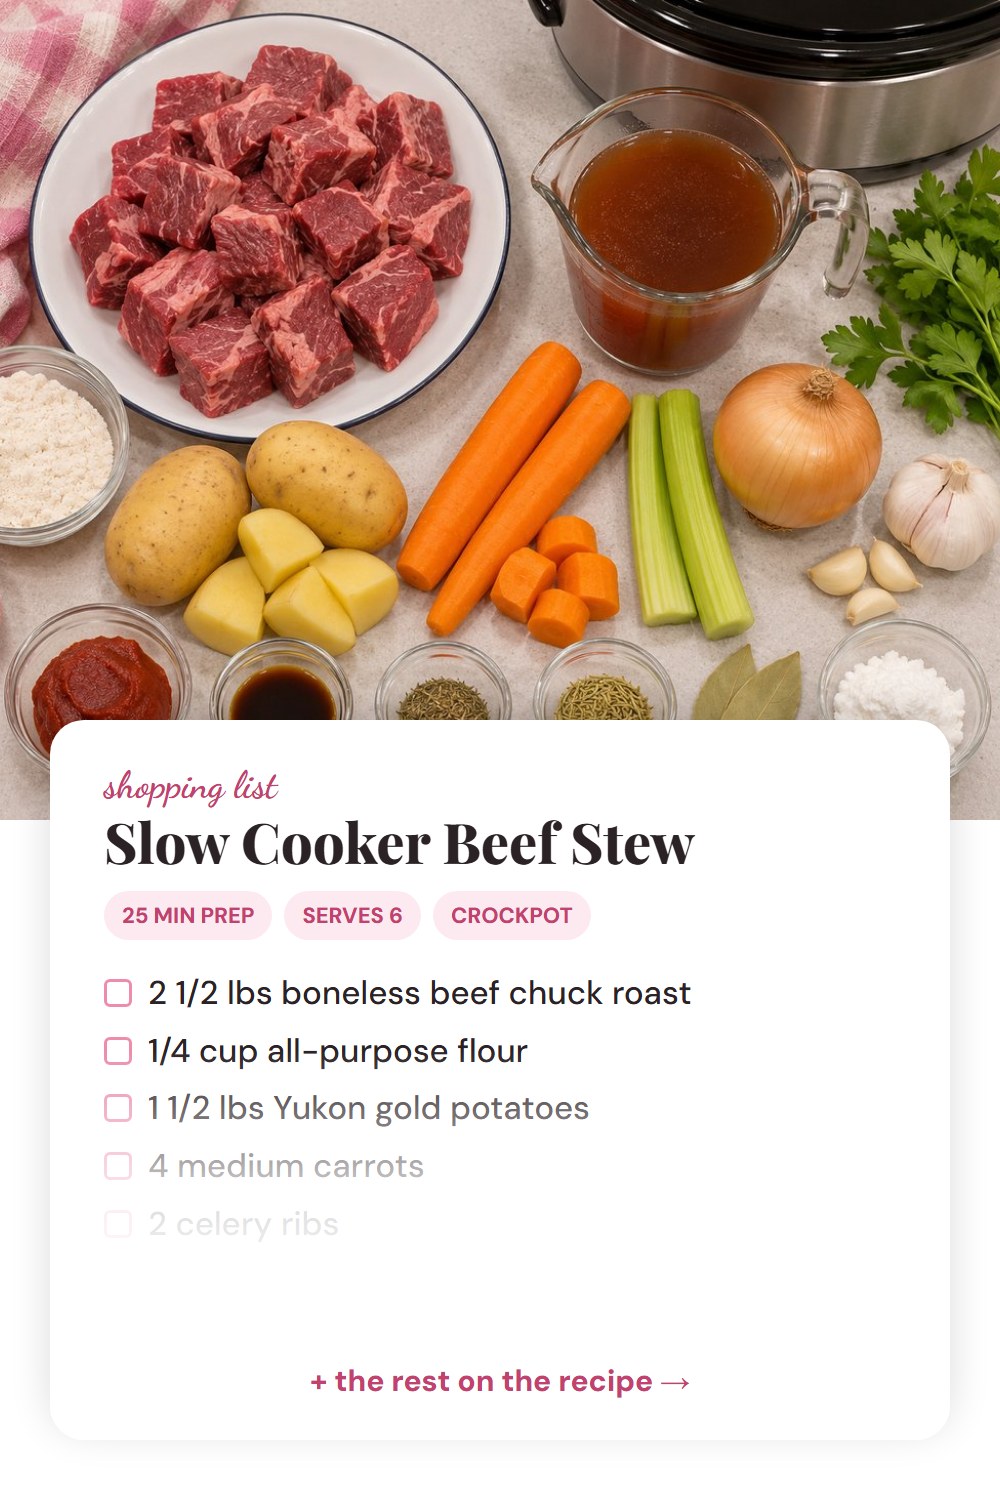 shopping list
Slow Cooker Beef Stew
25 MIN PREP SERVES 6 CROCKPOT
2 1/2 lbs boneless beef chuck roast
1/4 cup all-purpose flour
1 1/2 lbs Yukon gold potatoes
4 medium carrots
2 celery ribs
+ the rest on the recipe →